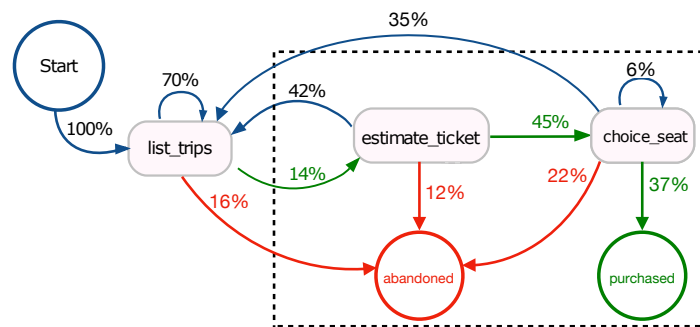 35%
Start
70%
42%
6%
100%
list_trips
estimate_ticket
45%
choice_seat
14%
16%
12%
22%
37%
abandoned
purchased